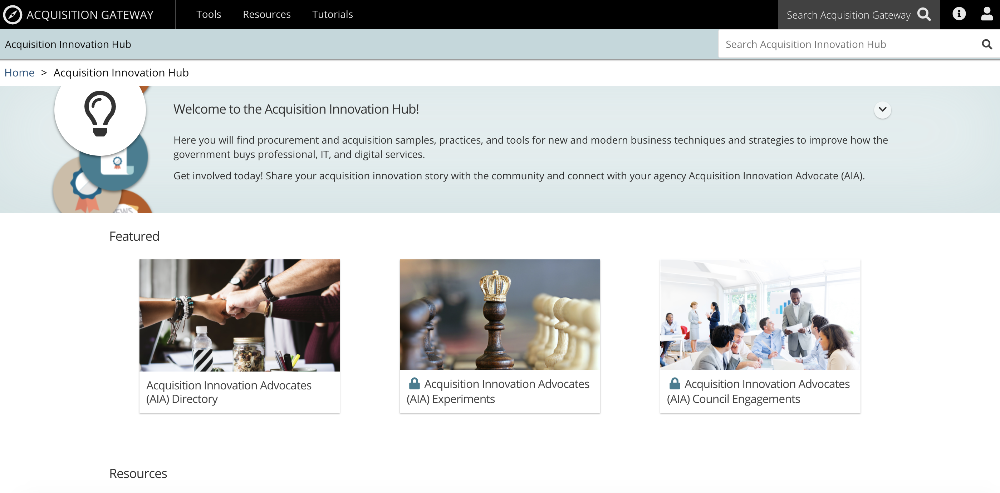 ACQUISITION GATEWAY
Tools
Resources
Tutorials
Search Acquisition Gateway
Acquisition Innovation Hub
Search Acquisition Innovation Hub
Home > Acquisition Innovation Hub
Welcome to the Acquisition Innovation Hub!
Here you will find procurement and acquisition samples, practices, and tools for new and modern business techniques and strategies to improve how the
government buys professional, IT, and digital services.
Get involved today! Share your acquisition innovation story with the community and connect with your agency Acquisition Innovation Advocate (AIA).
Featured
Acquisition Innovation Advocates
(AIA) Directory
Acquisition Innovation Advocates
(AIA) Experiments
Acquisition Innovation Advocates
(AIA) Council Engagements
Resources